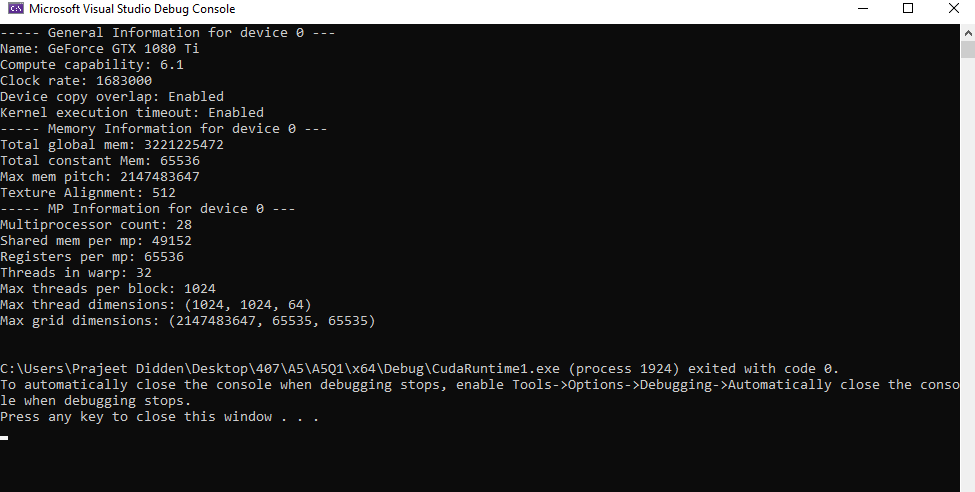 Microsoft Visual Studio Debug Console
----- General Information for device 0 ---
Name: GeForce GTX 1080 Ti
Compute capability: 6.1
Clock rate: 1683000
Device copy overlap: Enabled
Kernel execution timeout: Enabled
----- Memory Information for device 0 ---
Total global mem: 3221225472
Total constant Mem: 65536
Max mem pitch: 2147483647
Texture Alignment: 512
----- MP Information for device 0 ---
Multiprocessor count: 28
Shared mem per mp: 49152
Registers per mp: 65536
Threads in warp: 32
Max threads per block: 1024
Max thread dimensions: (1024, 1024, 64)
Max grid dimensions: (2147483647, 65535, 65535)
C:\Users\Prajeet Didden\Desktop\407\A5\A5Q1\x64\Debug\CudaRuntime1.exe (process 1924) exited with code 0.
To automatically close the console when debugging stops, enable Tools->Options->Debugging->Automatically close the conso
le when debugging stops.
Press any key to close this window . . .